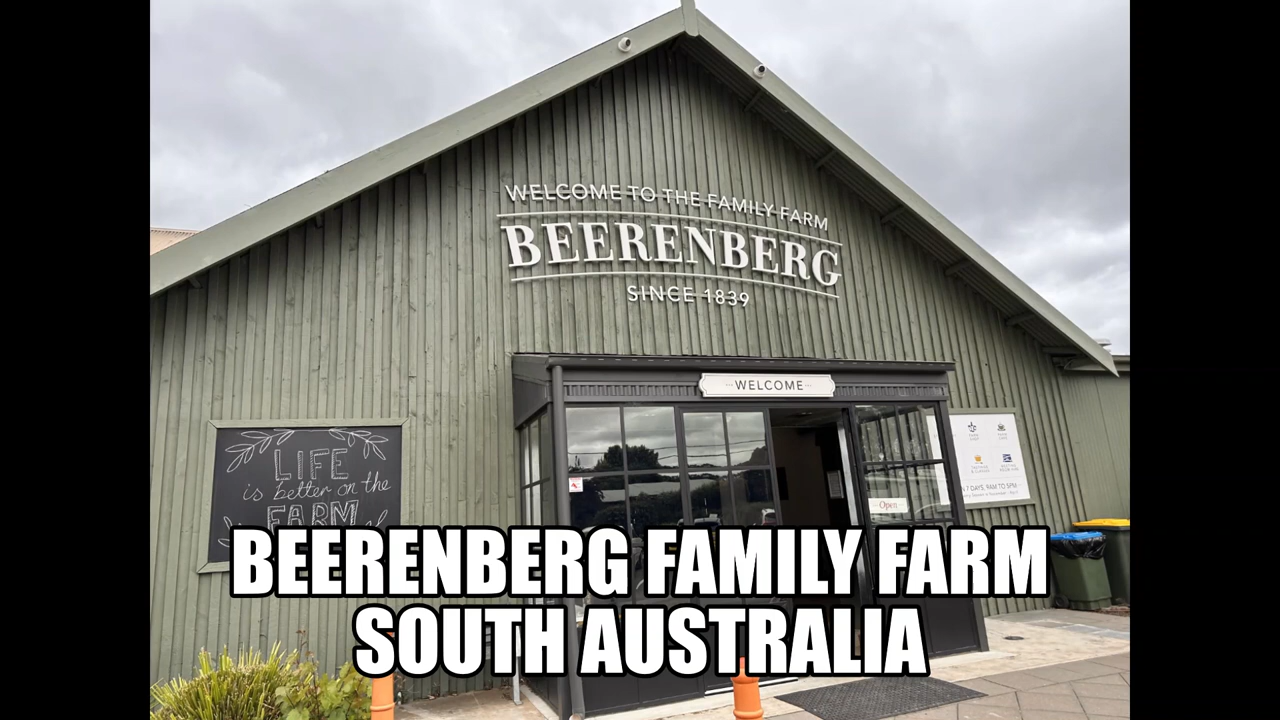 WELCOME TO THE FAMILY FARM
BEERENBERG
SINCE 1839
WELCOME
LIFE
is better on the
FARM
Open
7 DAYS, 9AM TO 5PM
BEERENBERG FAMILY FARM
SOUTH AUSTRALIA